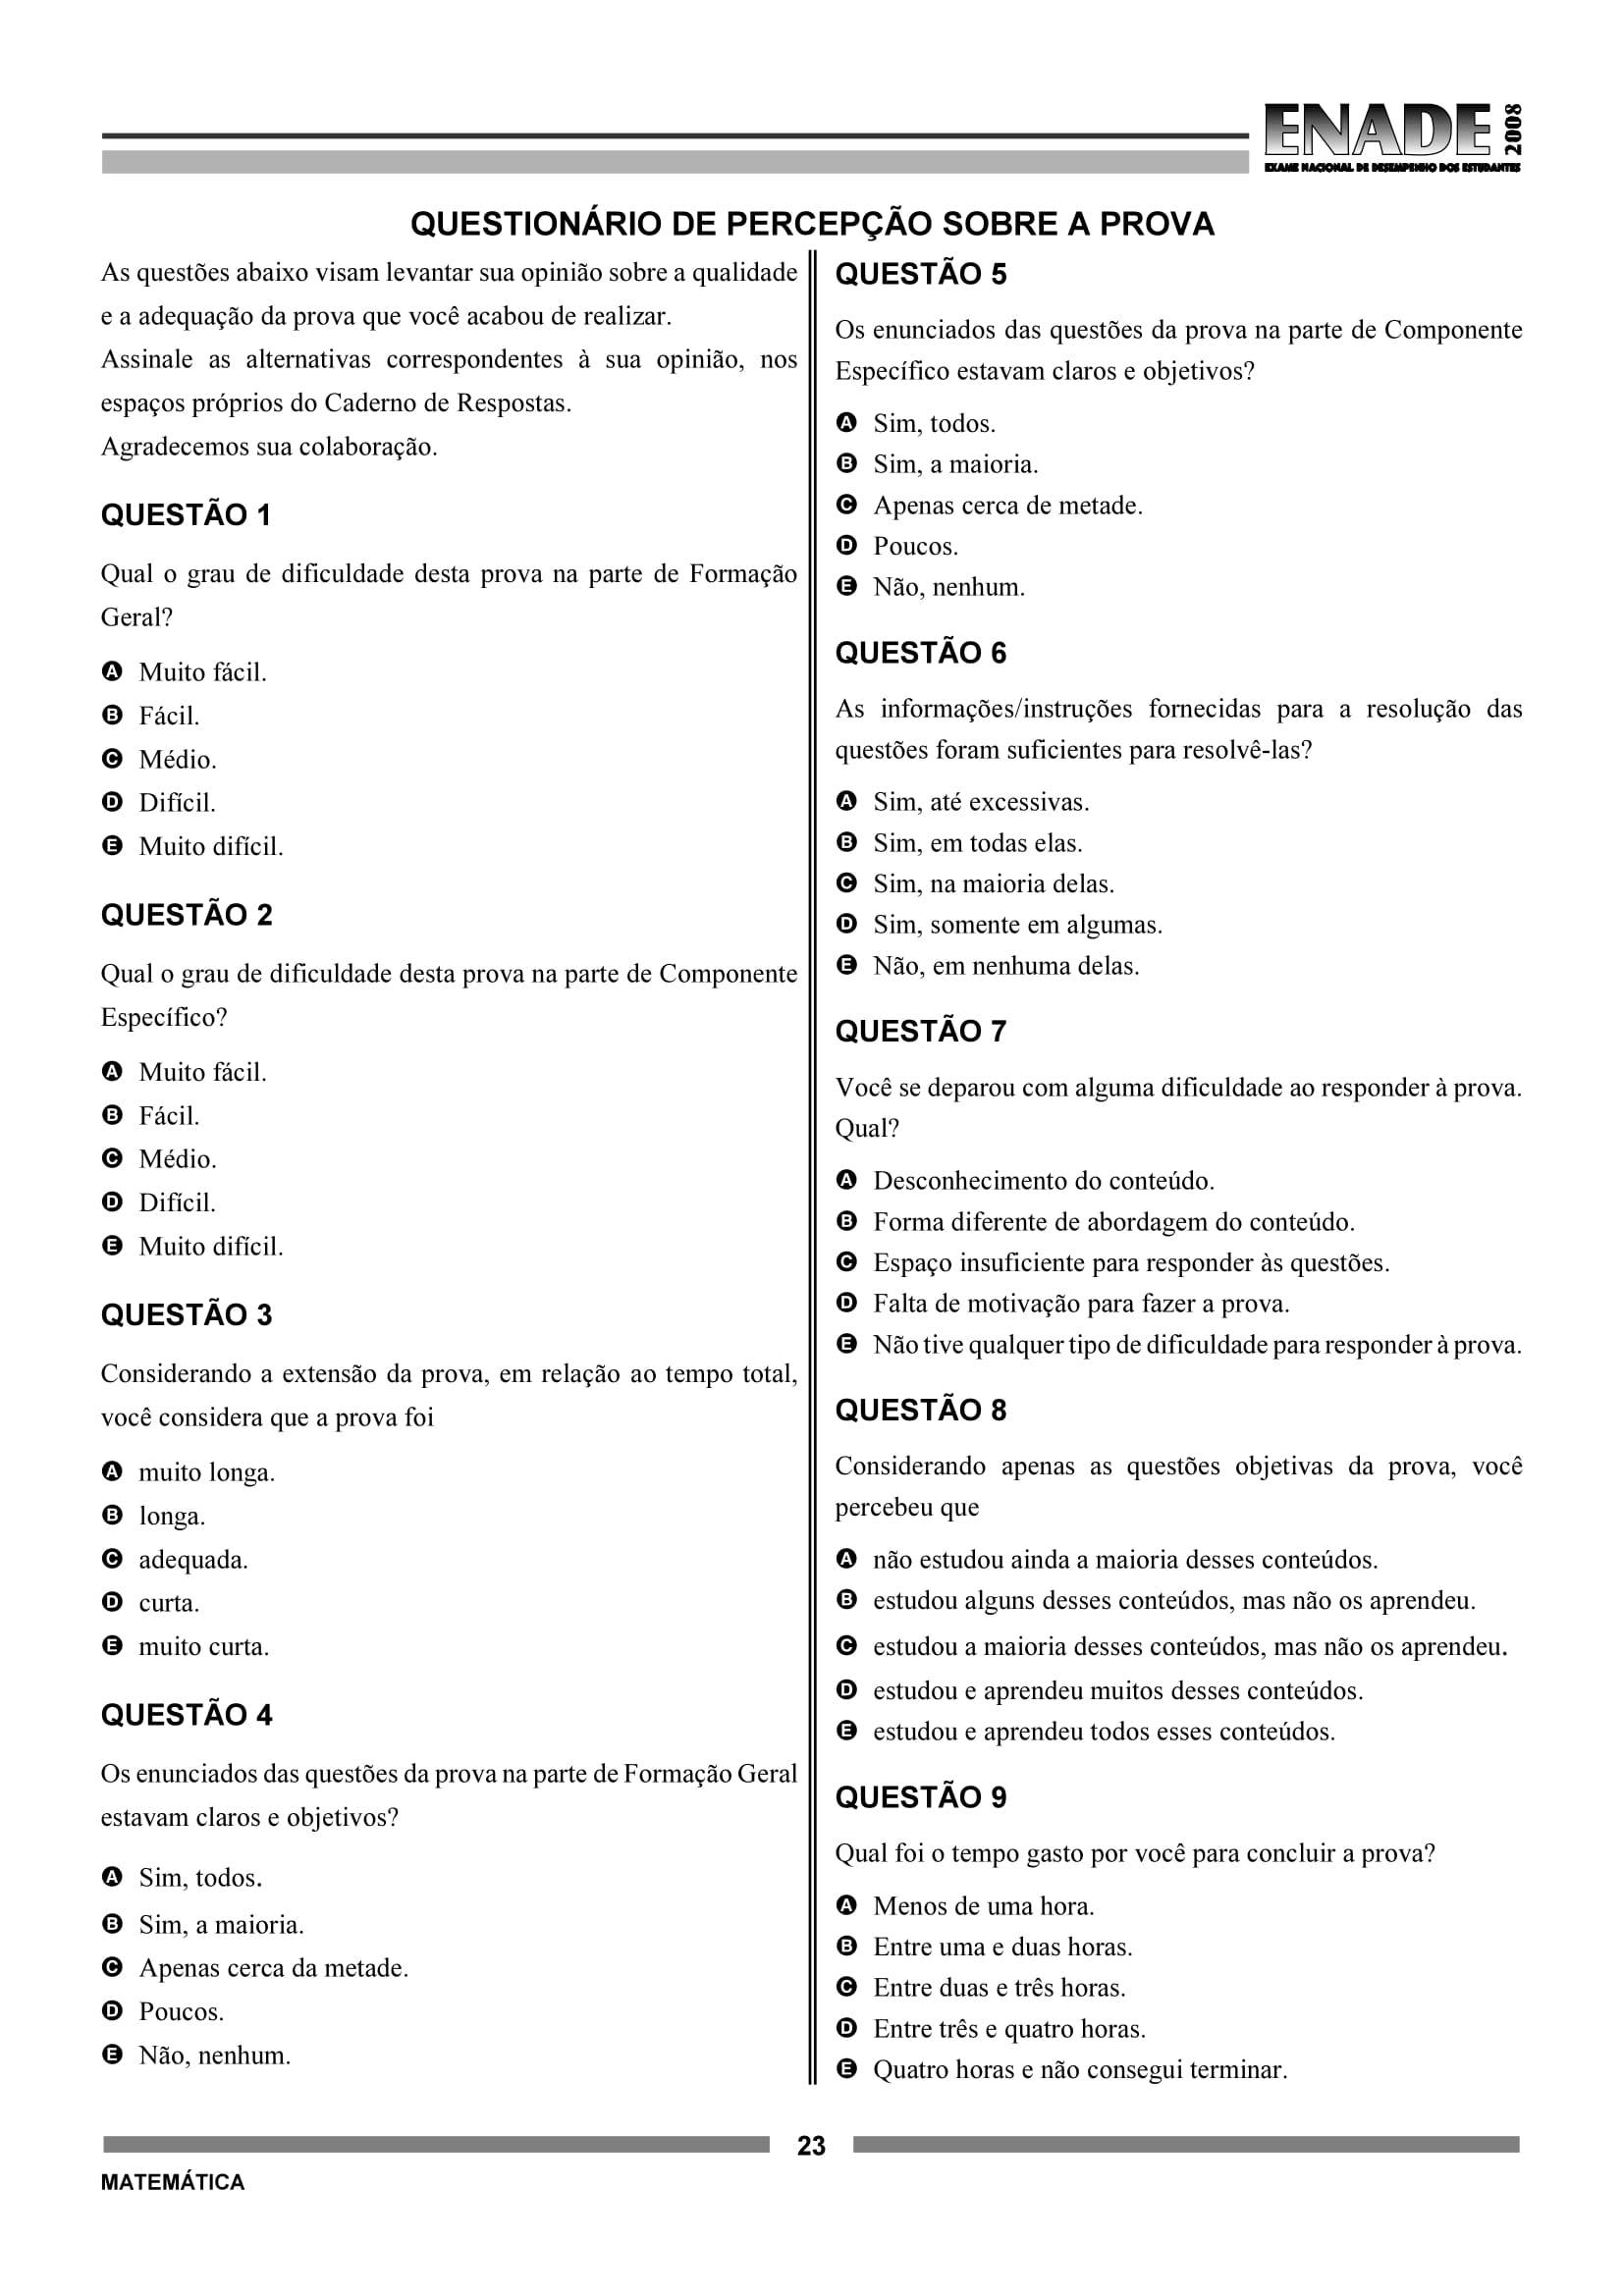 ENADE 2008
EXAME NACIONAL DE DESEMPENHO DOS ESTUDANTES
QUESTIONÁRIO DE PERCEPÇÃO SOBRE A PROVA
As questões abaixo visam levantar sua opinião sobre a qualidade
e a adequação da prova que você acabou de realizar.
Assinale as alternativas correspondentes à sua opinião, nos
espaços próprios do Caderno de Respostas.
Agradecemos sua colaboração.
QUESTÃO 1
Qual o grau de dificuldade desta prova na parte de Formação
Geral?
A Muito fácil.
B Fácil.
C Médio.
D Difícil.
E Muito difícil.
QUESTÃO 2
Qual o grau de dificuldade desta prova na parte de Componente
Específico?
A Muito fácil.
B Fácil.
C Médio.
D Difícil.
E Muito difícil.
QUESTÃO 3
Considerando a extensão da prova, em relação ao tempo total,
você considera que a prova foi
A muito longa.
B longa.
C adequada.
D curta.
E muito curta.
QUESTÃO 4
Os enunciados das questões da prova na parte de Formação Geral
estavam claros e objetivos?
A Sim, todos.
B Sim, a maioria.
C Apenas cerca da metade.
D Poucos.
E Não, nenhum.
QUESTÃO 5
Os enunciados das questões da prova na parte de Componente
Específico estavam claros e objetivos?
A Sim, todos.
B Sim, a maioria.
C Apenas cerca de metade.
D Poucos.
E Não, nenhum.
QUESTÃO 6
As informações/instruções fornecidas para a resolução das
questões foram suficientes para resolvê-las?
A Sim, até excessivas.
B Sim, em todas elas.
C Sim, na maioria delas.
D Sim, somente em algumas.
E Não, em nenhuma delas.
QUESTÃO 7
Você se deparou com alguma dificuldade ao responder à prova.
Qual?
A Desconhecimento do conteúdo.
B Forma diferente de abordagem do conteúdo.
C Espaço insuficiente para responder às questões.
D Falta de motivação para fazer a prova.
E Não tive qualquer tipo de dificuldade para responder à prova.
QUESTÃO 8
Considerando apenas as questões objetivas da prova, você
percebeu que
A não estudou ainda a maioria desses conteúdos.
B estudou alguns desses conteúdos, mas não os aprendeu.
C estudou a maioria desses conteúdos, mas não os aprendeu.
D estudou e aprendeu muitos desses conteúdos.
E estudou e aprendeu todos esses conteúdos.
QUESTÃO 9
Qual foi o tempo gasto por você para concluir a prova?
A Menos de uma hora.
B Entre uma e duas horas.
C Entre duas e três horas.
D Entre três e quatro horas.
E Quatro horas e não consegui terminar.
23
MATEMÁTICA